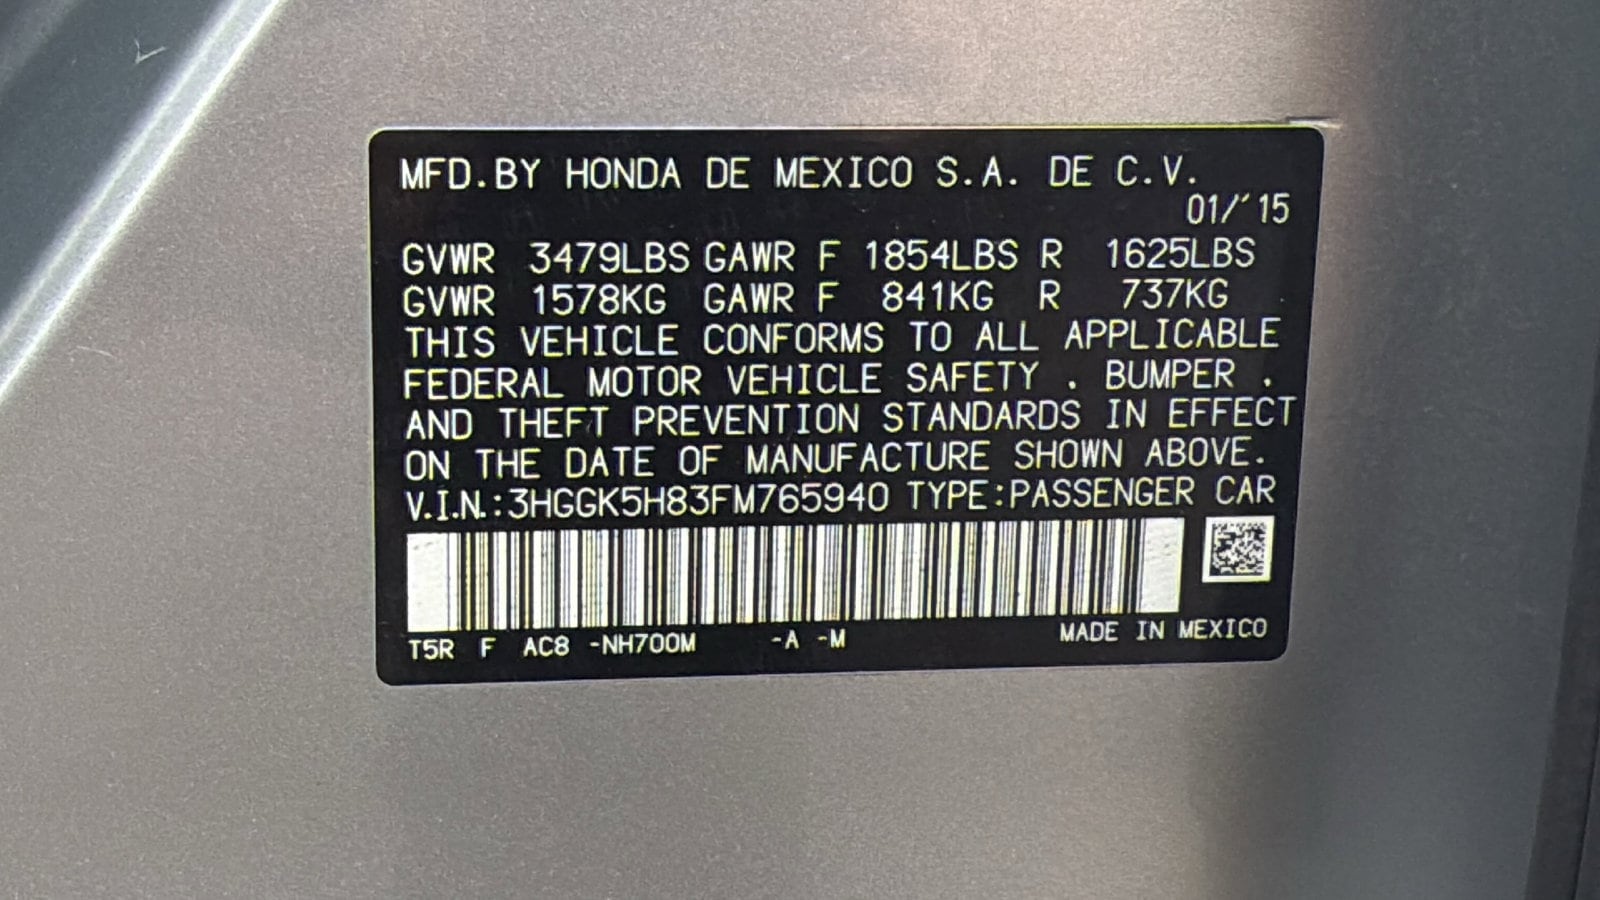 MFD.BY HONDA DE MEXICO S.A. DE C.V.
01/'15
GVWR 3479LBS GAWR F 1854LBS R 1625LBS
GVWR 1578KG GAWR F 841KG R 737KG
THIS VEHICLE CONFORMS TO ALL APPLICABLE
FEDERAL MOTOR VEHICLE SAFETY . BUMPER .
AND THEFT PREVENTION STANDARDS IN EFFECT
ON THE DATE OF MANUFACTURE SHOWN ABOVE.
V.I.N.:3HGGK5H83FM765940 TYPE:PASSENGER CAR
T5R F AC8 -NH700M -A -M MADE IN MEXICO